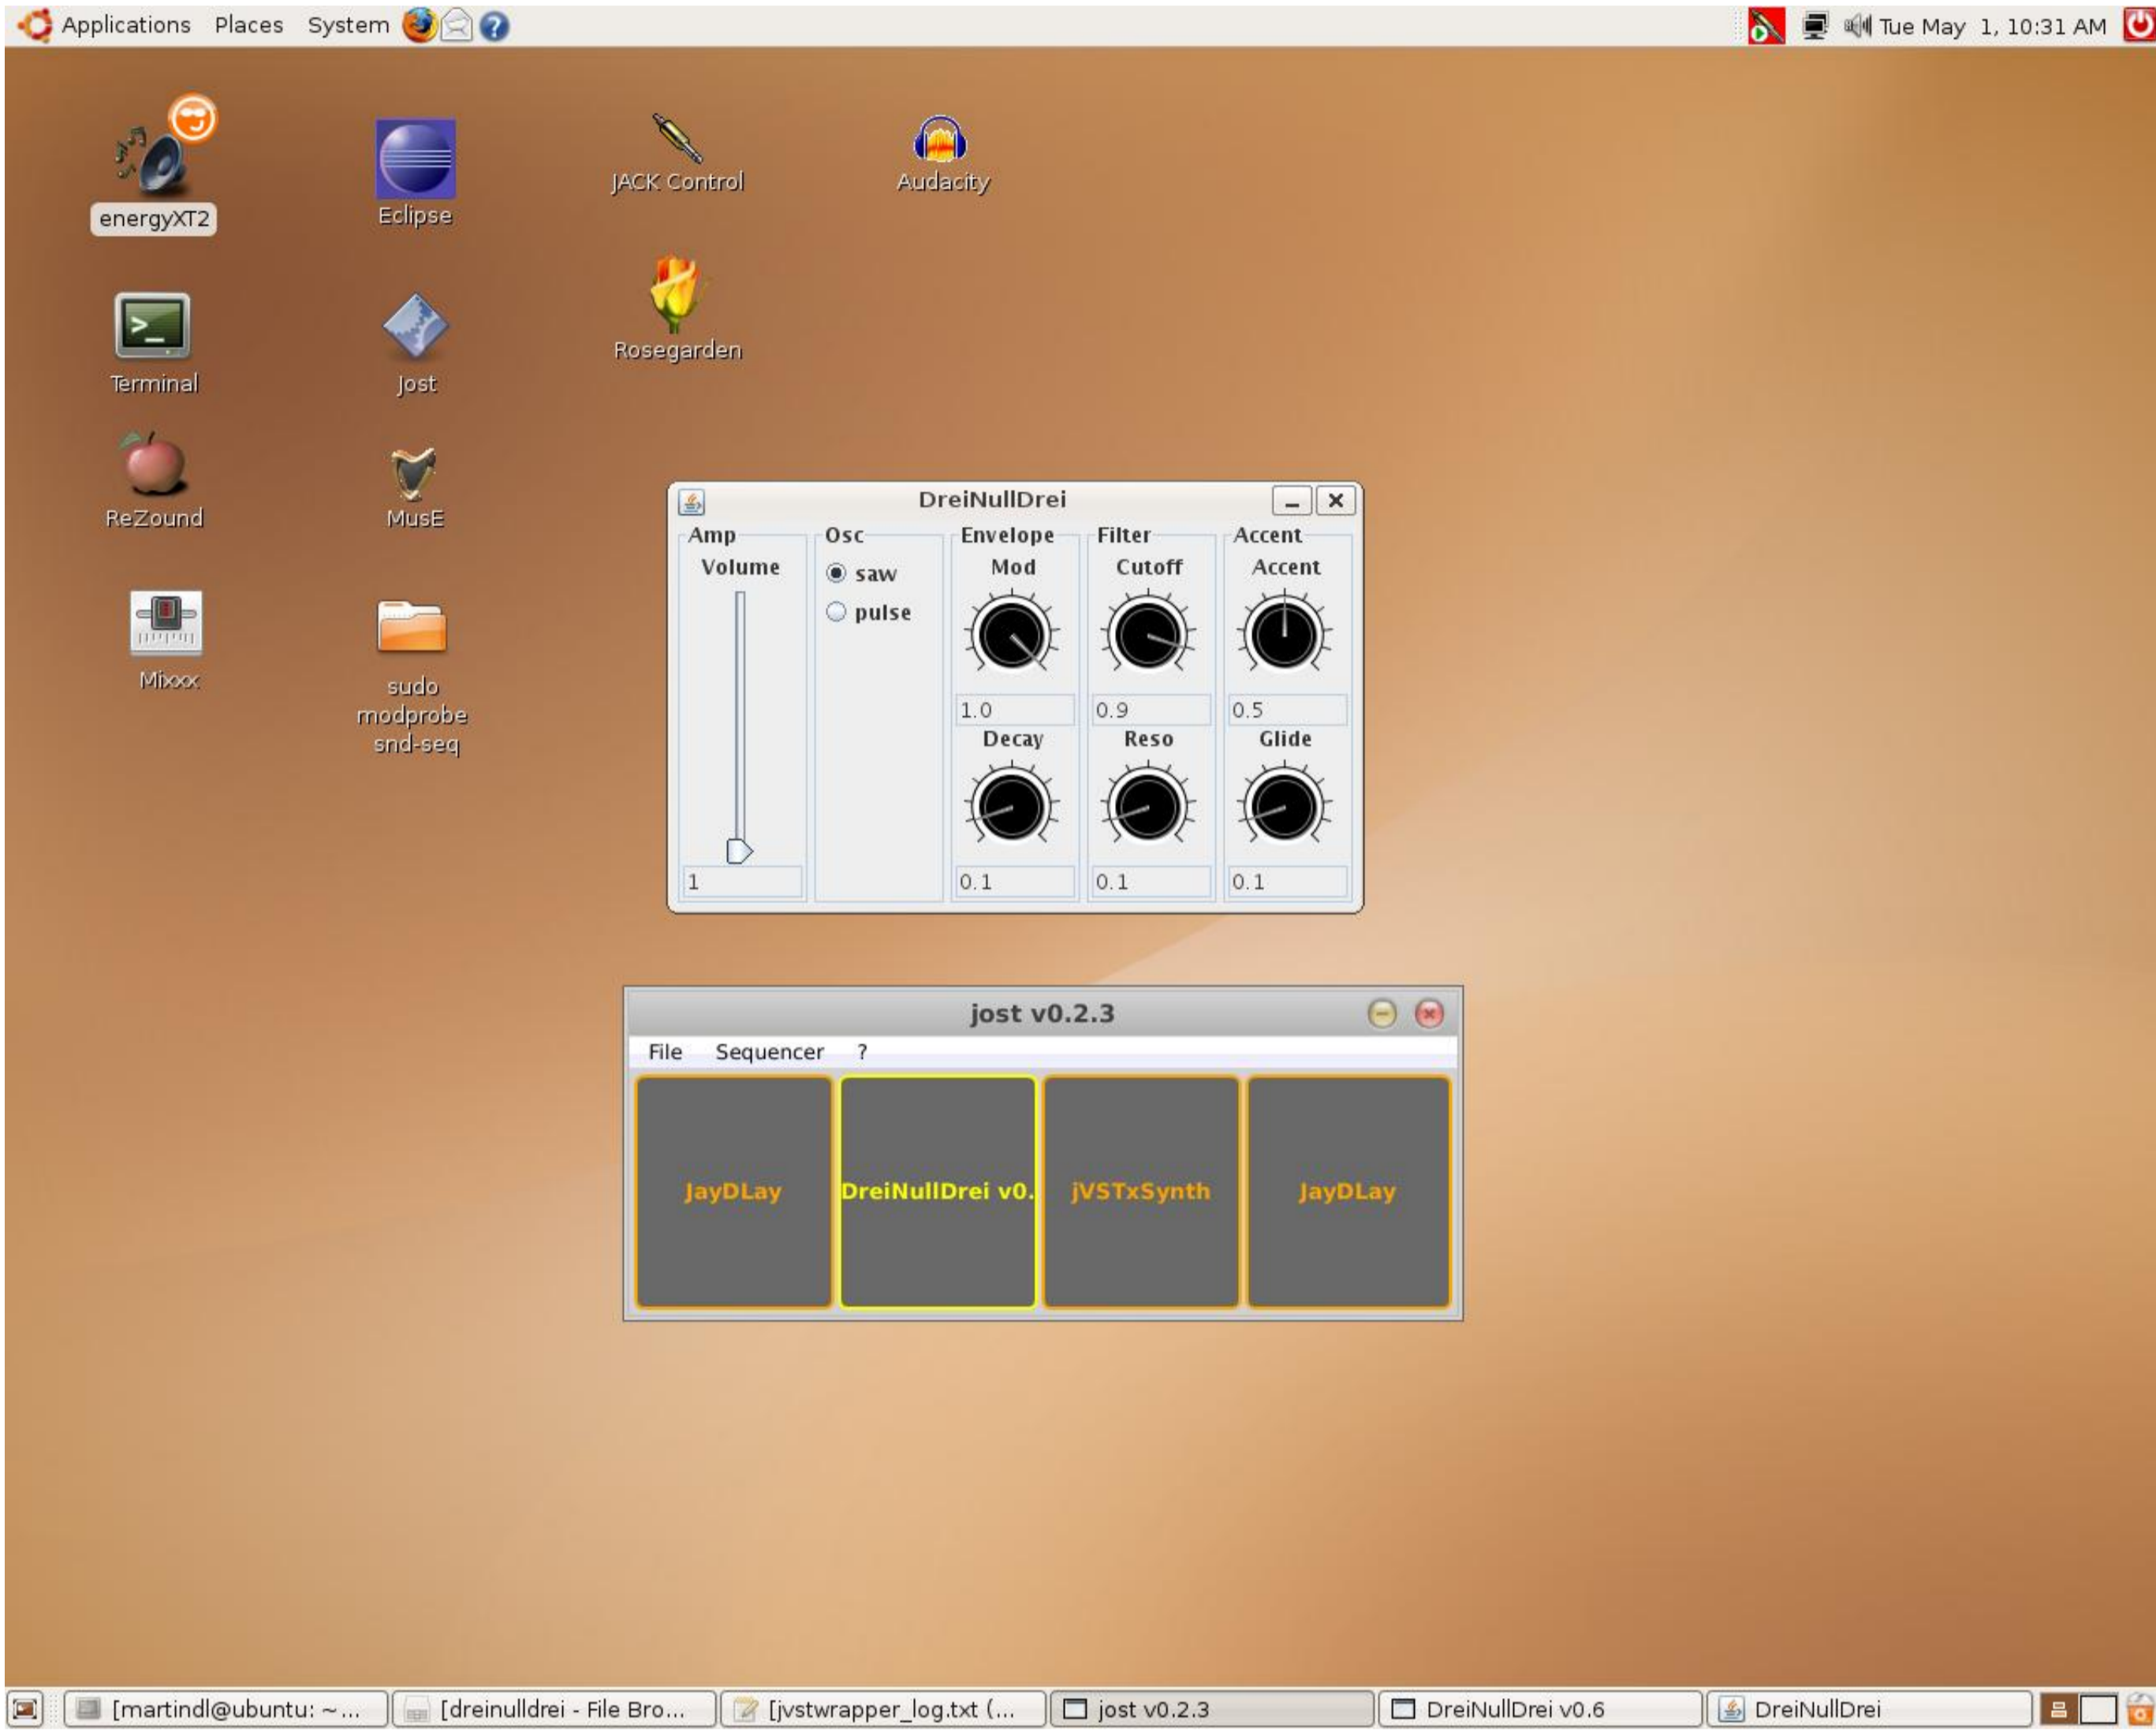 Applications Places System
Tue May 1, 10:31 AM
energyXT2
Eclipse
JACK Control
Audacity
Terminal
Jost
Rosegarden
ReZound
MusE
Mixxx
sudo
modprobe
snd-seq
DreiNullDrei
Amp Osc Envelope Filter Accent
Volume saw Mod Cutoff Accent
pulse
1.0 0.9 0.5
Decay Reso Glide
1 0.1 0.1 0.1
jost v0.2.3
File Sequencer ?
JayDLay DreiNullDrei v0. jVSTxSynth JayDLay
[martindl@ubuntu: ~... [dreinulldrei - File Bro... [jvstwrapper_log.txt (... jost v0.2.3 DreiNullDrei v0.6 DreiNullDrei